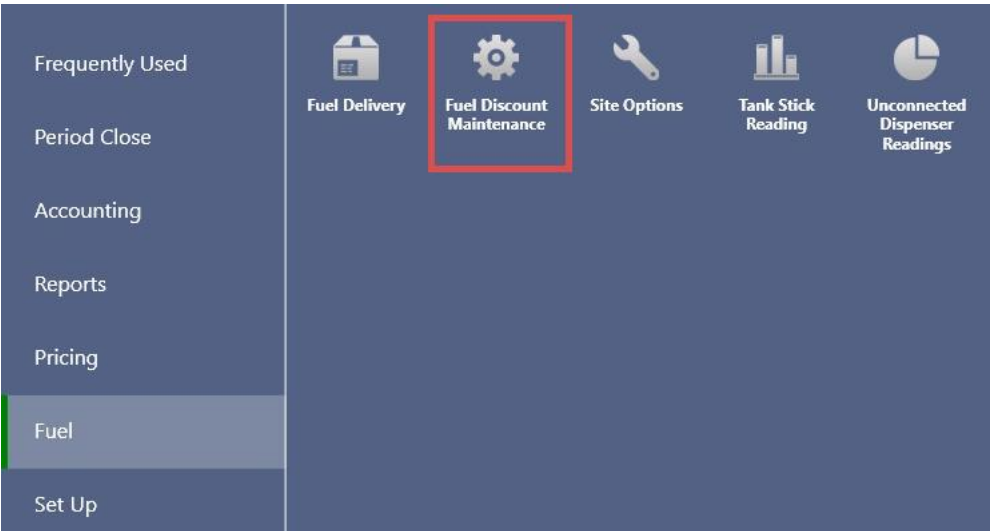 Frequently Used
Period Close
Accounting
Reports
Pricing
Fuel
Set Up
Fuel Delivery
Fuel Discount
Maintenance
Site Options
Tank Stick
Reading
Unconnected
Dispenser
Readings